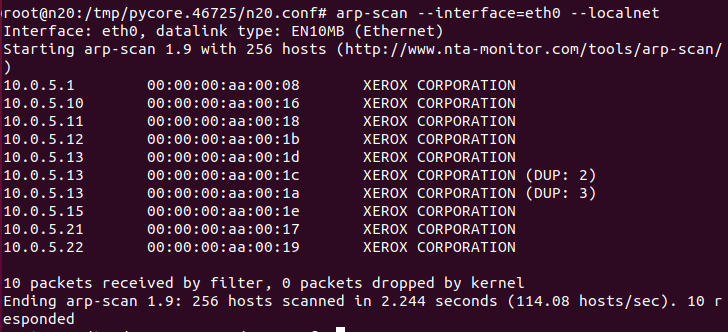 root@n20:/tmp/pycore.46725/n20.conf# arp-scan --interface=eth0 --localnet
Interface: eth0, datalink type: EN10MB (Ethernet)
Starting arp-scan 1.9 with 256 hosts (http://www.nta-monitor.com/tools/arp-scan/
)
10.0.5.1 00:00:00:aa:00:08 XEROX CORPORATION
10.0.5.10 00:00:00:aa:00:16 XEROX CORPORATION
10.0.5.11 00:00:00:aa:00:18 XEROX CORPORATION
10.0.5.12 00:00:00:aa:00:1b XEROX CORPORATION
10.0.5.13 00:00:00:aa:00:1d XEROX CORPORATION
10.0.5.13 00:00:00:aa:00:1c XEROX CORPORATION (DUP: 2)
10.0.5.13 00:00:00:aa:00:1a XEROX CORPORATION (DUP: 3)
10.0.5.15 00:00:00:aa:00:1e XEROX CORPORATION
10.0.5.21 00:00:00:aa:00:17 XEROX CORPORATION
10.0.5.22 00:00:00:aa:00:19 XEROX CORPORATION
10 packets received by filter, 0 packets dropped by kernel
Ending arp-scan 1.9: 256 hosts scanned in 2.244 seconds (114.08 hosts/sec). 10 r
esponded